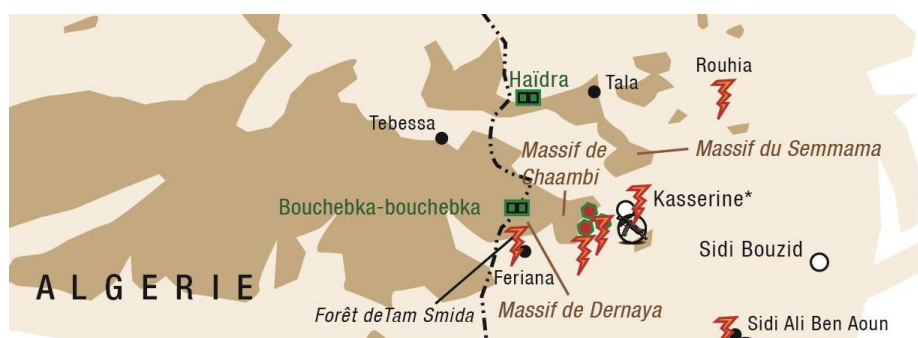 Rouhia
Haïdra
Tala
Tebessa
Massif de
Chaambi
Massif du Semmama
Kasserine*
Bouchebka-bouchebka
Sidi Bouzid
Feriana
ALGERIE
Forêt deTam Smida
Massif de Dernaya
Sidi Ali Ben Aoun